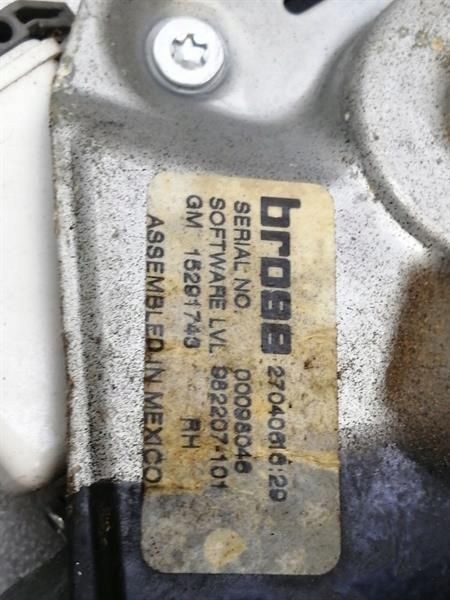 brose 27040616:29
SERIAL NO. 00098046
SOFTWARE LVL 982207-101
GM 15281743 RH
ASSEMBLED IN MEXICO